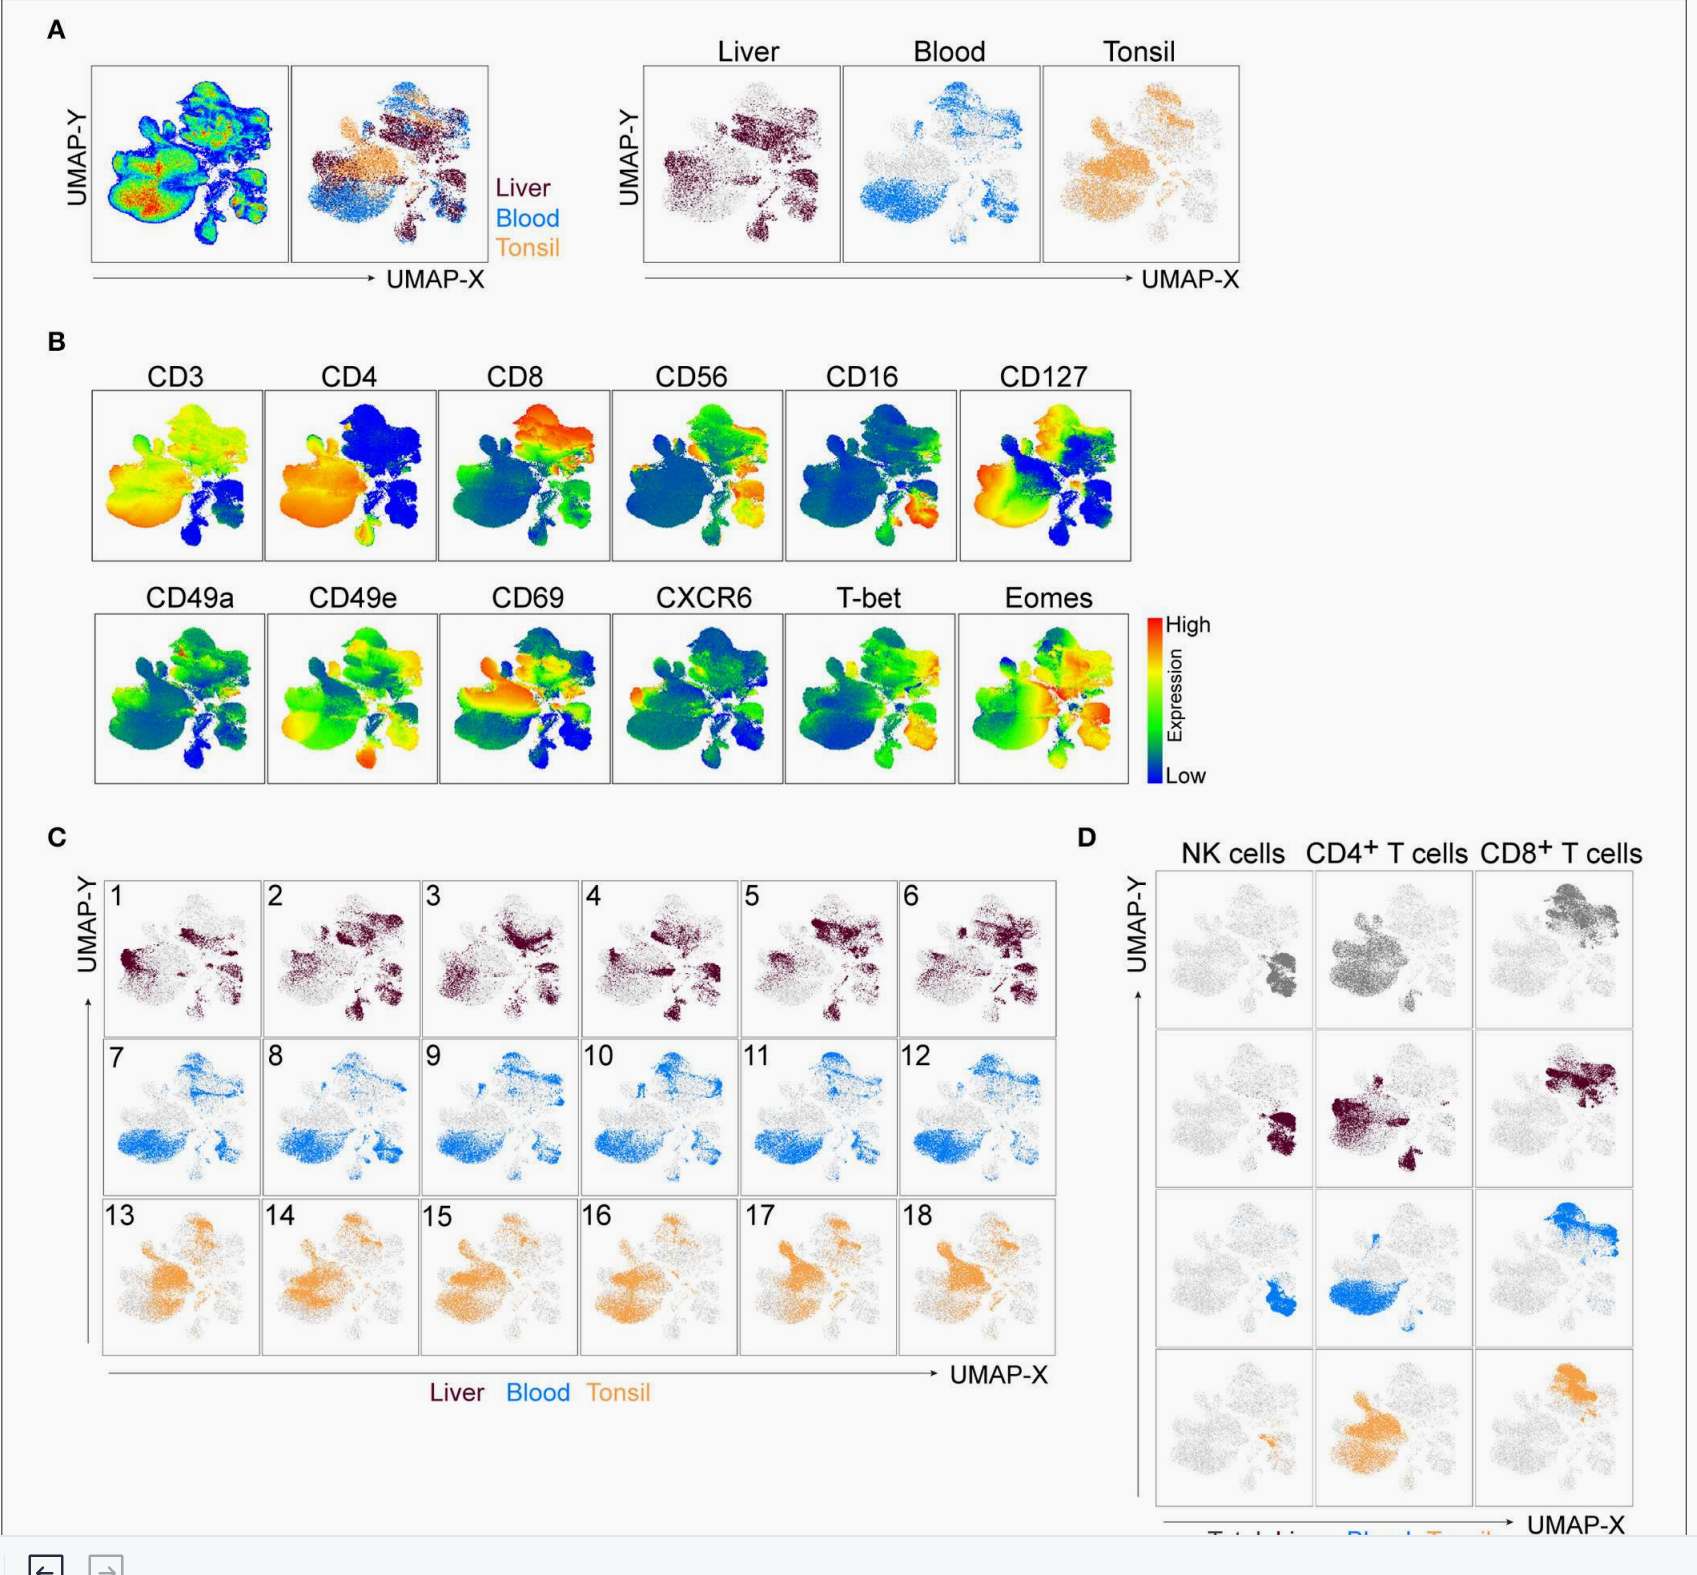 A
Liver Blood Tonsil
UMAP-Y
Liver
Blood
Tonsil
UMAP-X
UMAP-Y
UMAP-X
B
CD3 CD4 CD8 CD56 CD16 CD127
CD49a CD49e CD69 CXCR6 T-bet Eomes
High
Expression
Low
C
UMAP-Y
1 2 3 4 5 6
7 8 9 10 11 12
13 14 15 16 17 18
UMAP-X
Liver Blood Tonsil
D
NK cells CD4+ T cells CD8+ T cells
UMAP-Y
UMAP-X